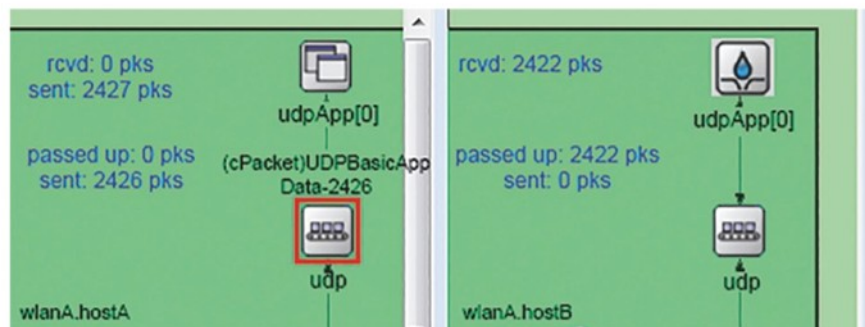 rcvd: 0 pks
sent: 2427 pks
udpApp[0]
passed up: 0 pks
sent: 2426 pks
(cPacket)UDPBasicApp
Data-2426
udp
wlanA.hostA
rcvd: 2422 pks
udpApp[0]
passed up: 2422 pks
sent: 0 pks
udp
wlanA.hostB